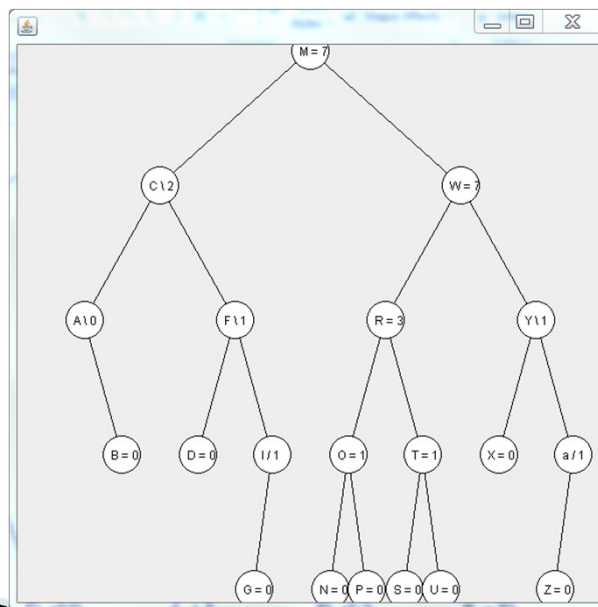 M = 7
C \ 2
W = 7
A \ 0
F \ 1
R = 3
Y \ 1
B = 0
D = 0
I / 1
O = 1
T = 1
X = 0
a / 1
G = 0
N = 0
P = 0
S = 0
U = 0
Z = 0